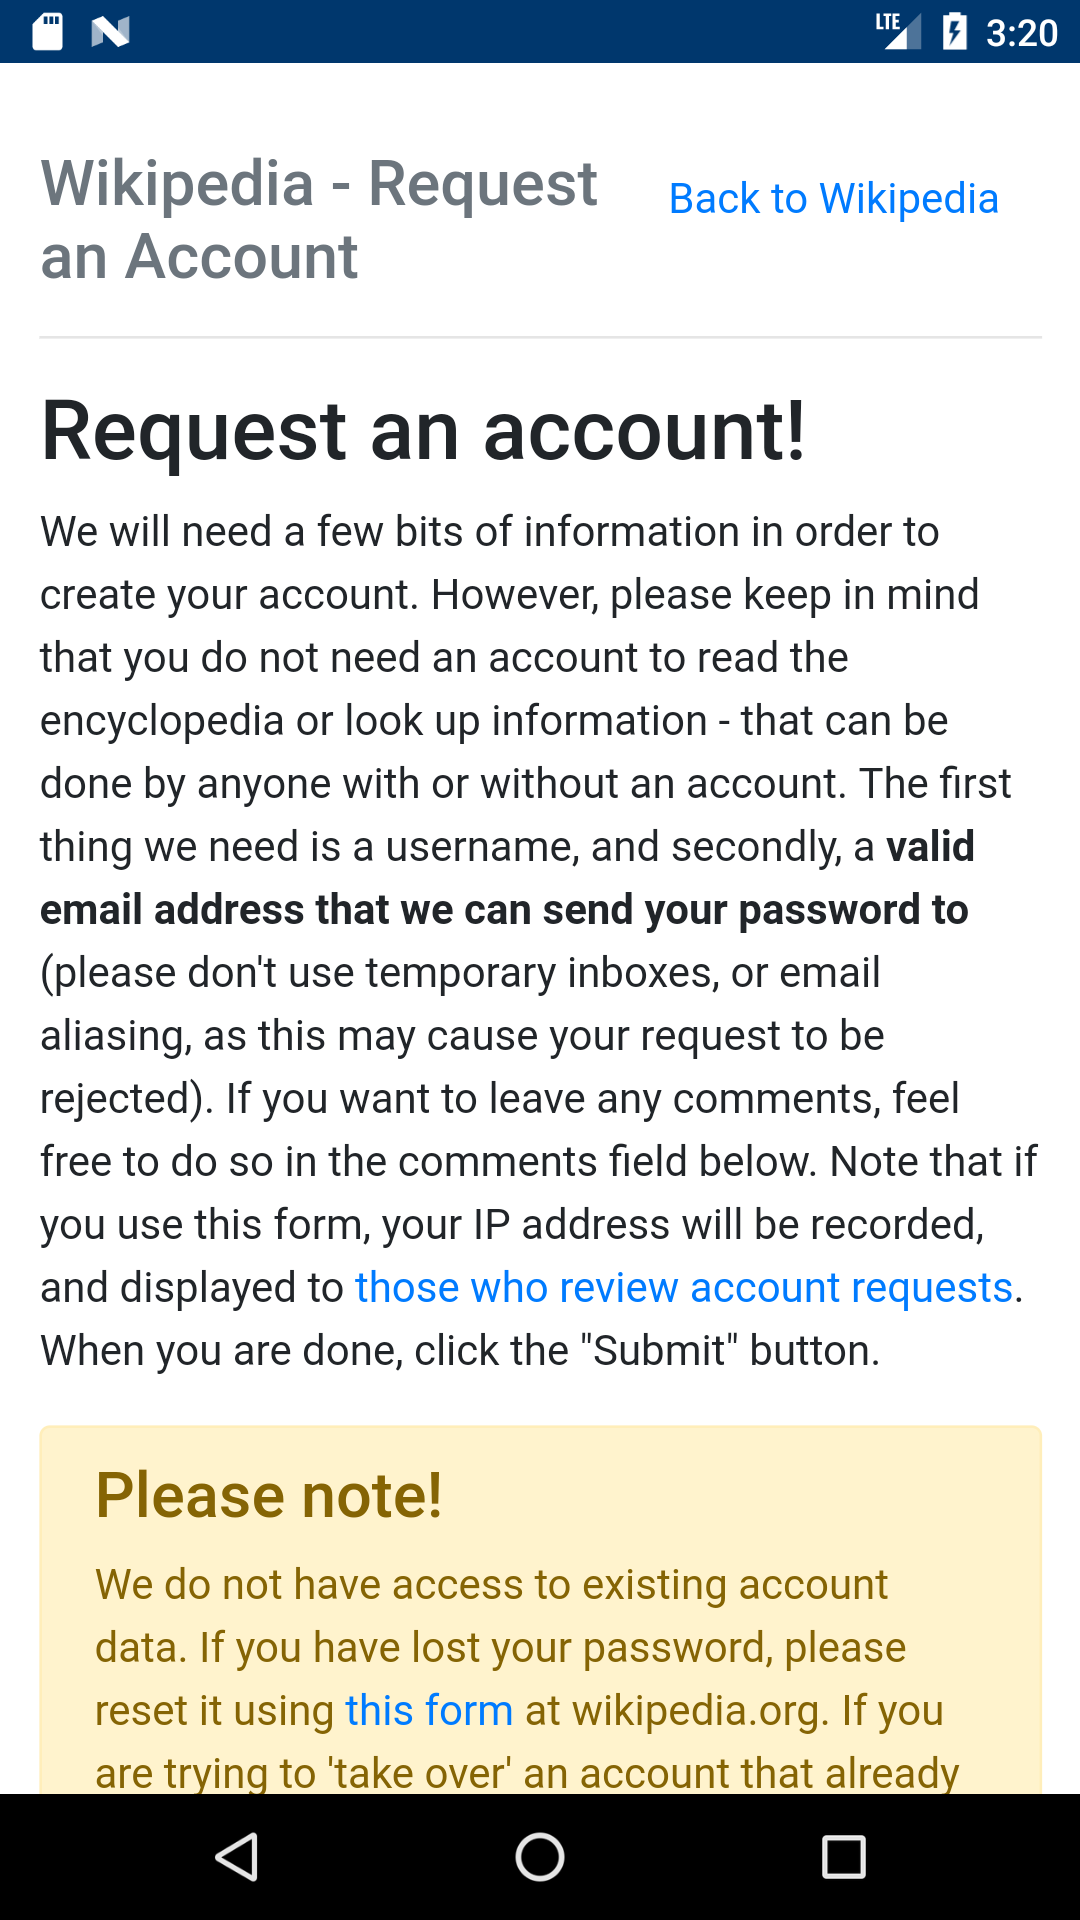 LTE 3:20
Wikipedia - Request
an Account
Back to Wikipedia
Request an account!
We will need a few bits of information in order to
create your account. However, please keep in mind
that you do not need an account to read the
encyclopedia or look up information - that can be
done by anyone with or without an account. The first
thing we need is a username, and secondly, a valid
email address that we can send your password to
(please don't use temporary inboxes, or email
aliasing, as this may cause your request to be
rejected). If you want to leave any comments, feel
free to do so in the comments field below. Note that if
you use this form, your IP address will be recorded,
and displayed to those who review account requests.
When you are done, click the "Submit" button.
Please note!
We do not have access to existing account
data. If you have lost your password, please
reset it using this form at wikipedia.org. If you
are trying to 'take over' an account that already